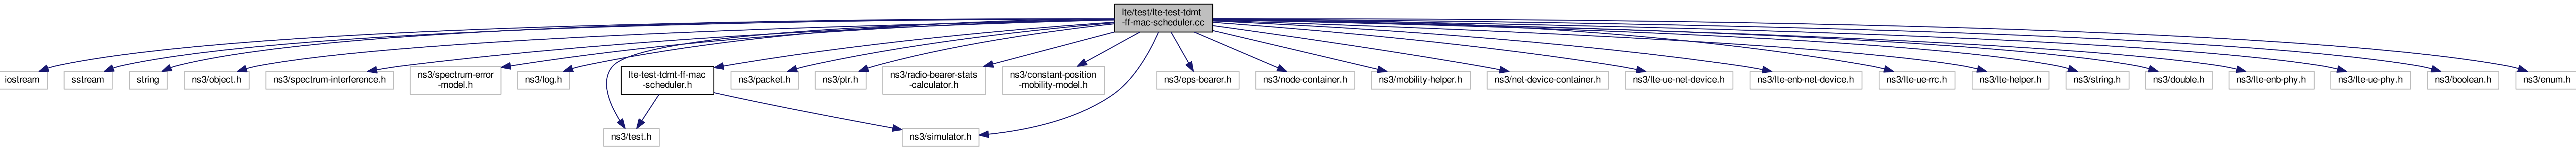 lte/test/lte-test-tdmt
-ff-mac-scheduler.cc
iostream
sstream
string
ns3/object.h
ns3/spectrum-interference.h
ns3/spectrum-error
-model.h
ns3/log.h
lte-test-tdmt-ff-mac
-scheduler.h
ns3/packet.h
ns3/ptr.h
ns3/radio-bearer-stats
-calculator.h
ns3/constant-position
-mobility-model.h
ns3/eps-bearer.h
ns3/node-container.h
ns3/mobility-helper.h
ns3/net-device-container.h
ns3/lte-ue-net-device.h
ns3/lte-enb-net-device.h
ns3/lte-ue-rrc.h
ns3/lte-helper.h
ns3/string.h
ns3/double.h
ns3/lte-enb-phy.h
ns3/lte-ue-phy.h
ns3/boolean.h
ns3/enum.h
ns3/test.h
ns3/simulator.h